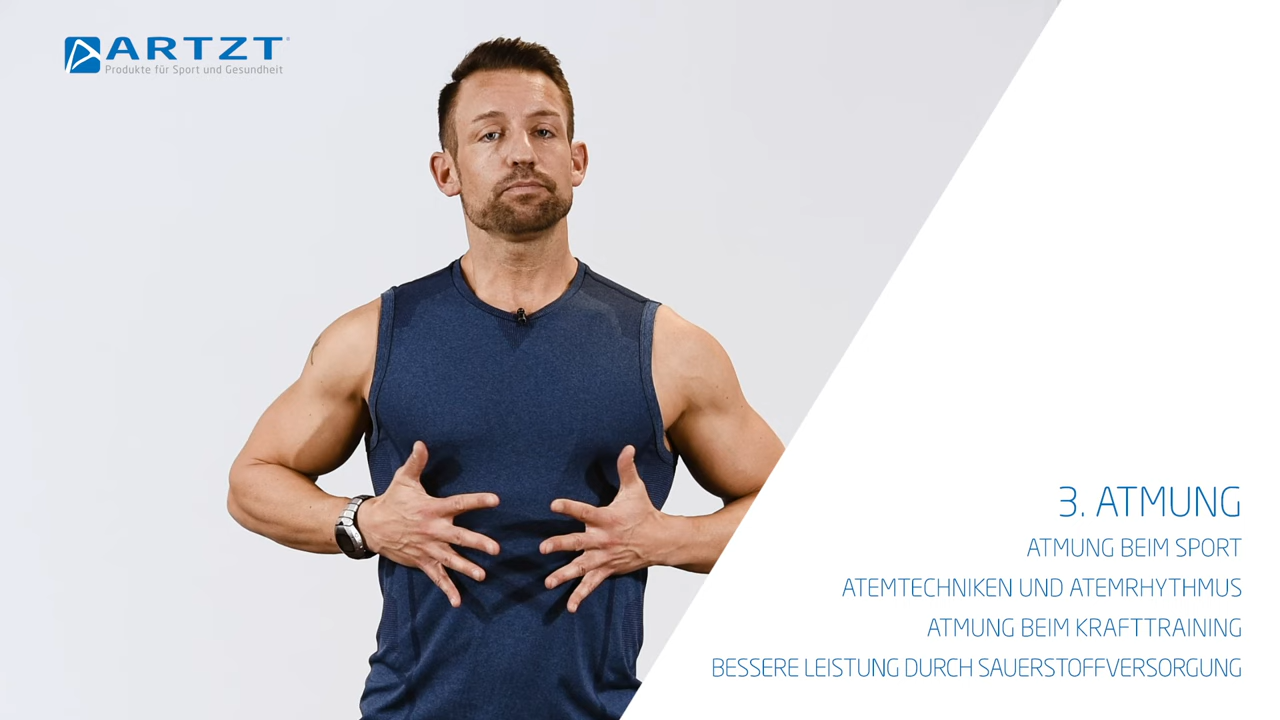 ARTZT®
Produkte für Sport und Gesundheit
3. ATMUNG
ATMUNG BEIM SPORT
ATEMTECHNIKEN UND ATEMRHYTHMUS
ATMUNG BEIM KRAFTTRAINING
BESSERE LEISTUNG DURCH SAUERSTOFFVERSORGUNG